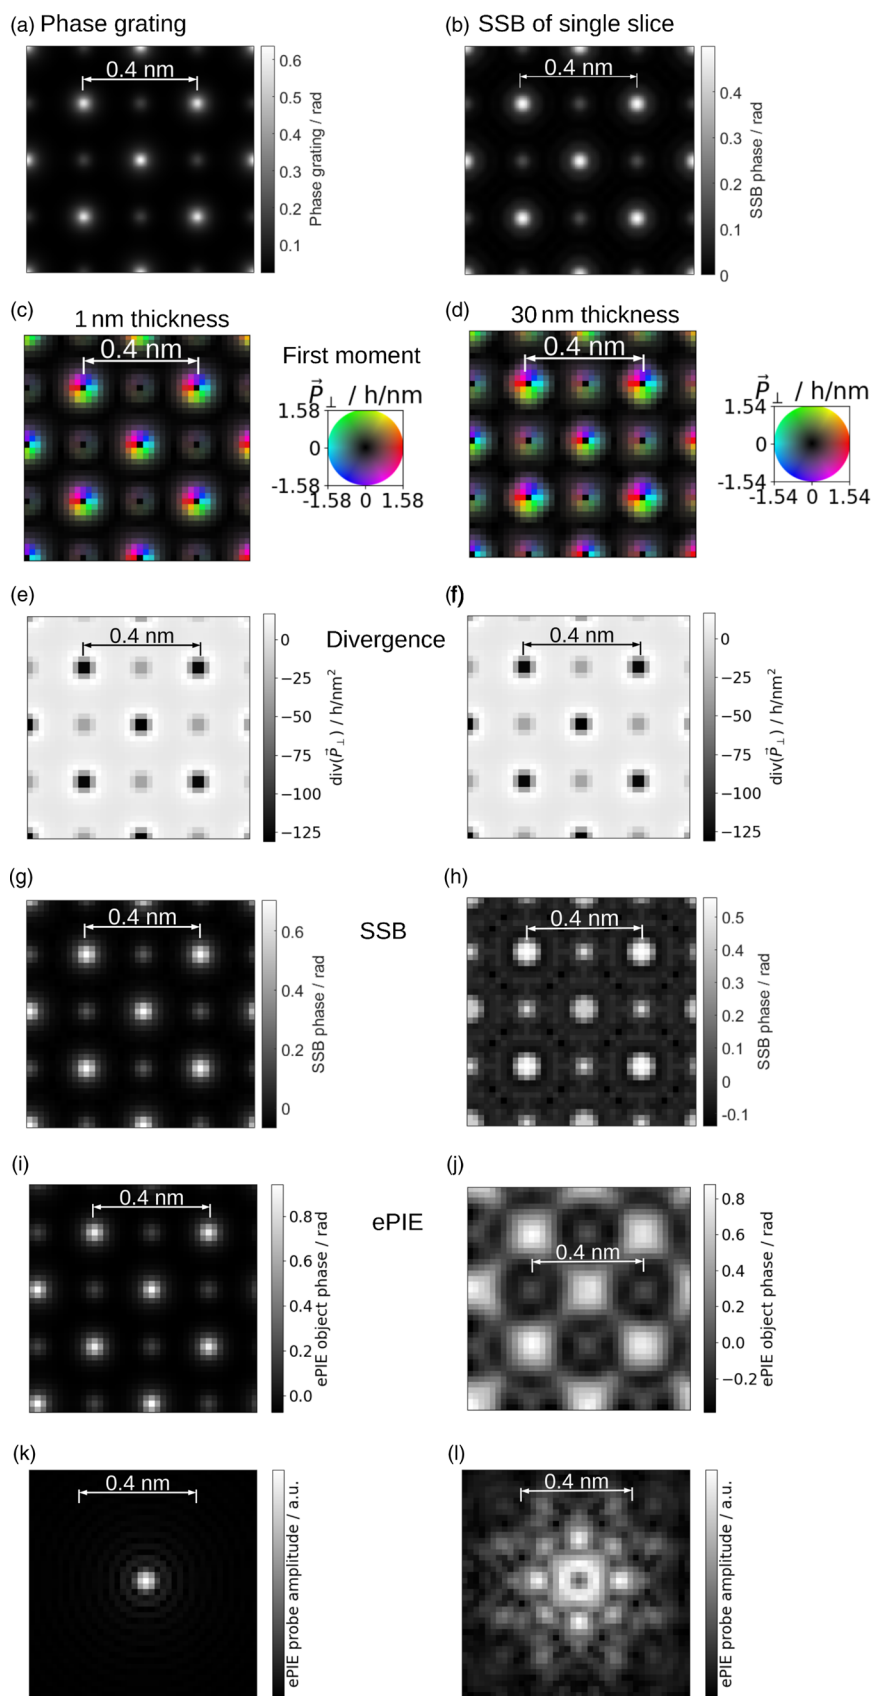 (a) Phase grating
0.4 nm
0.6
0.5
0.4
0.3
0.2
0.1
Phase grating / rad
(b) SSB of single slice
0.4 nm
0.4
0.3
0.2
0.1
0
SSB phase / rad
(c) 1 nm thickness
0.4 nm
First moment
P⃗⊥ / h/nm
1.58
0
-1.58
-1.58 0 1.58
(d) 30 nm thickness
0.4 nm
P⃗⊥ / h/nm
1.54
0
-1.54
-1.54 0 1.54
(e)
0.4 nm
0
−25
−50
−75
−100
−125
div(P⃗⊥) / h/nm²
Divergence
(f)
0.4 nm
0
−25
−50
−75
−100
−125
div(P⃗⊥) / h/nm²
(g)
0.4 nm
0.6
0.4
0.2
0
SSB phase / rad
SSB
(h)
0.4 nm
0.5
0.4
0.3
0.2
0.1
0
-0.1
SSB phase / rad
(i)
0.4 nm
0.8
0.6
0.4
0.2
0.0
ePIE object phase / rad
ePIE
(j)
0.4 nm
0.8
0.6
0.4
0.2
0.0
−0.2
ePIE object phase / rad
(k)
0.4 nm
ePIE probe amplitude / a.u.
(l)
0.4 nm
ePIE probe amplitude / a.u.